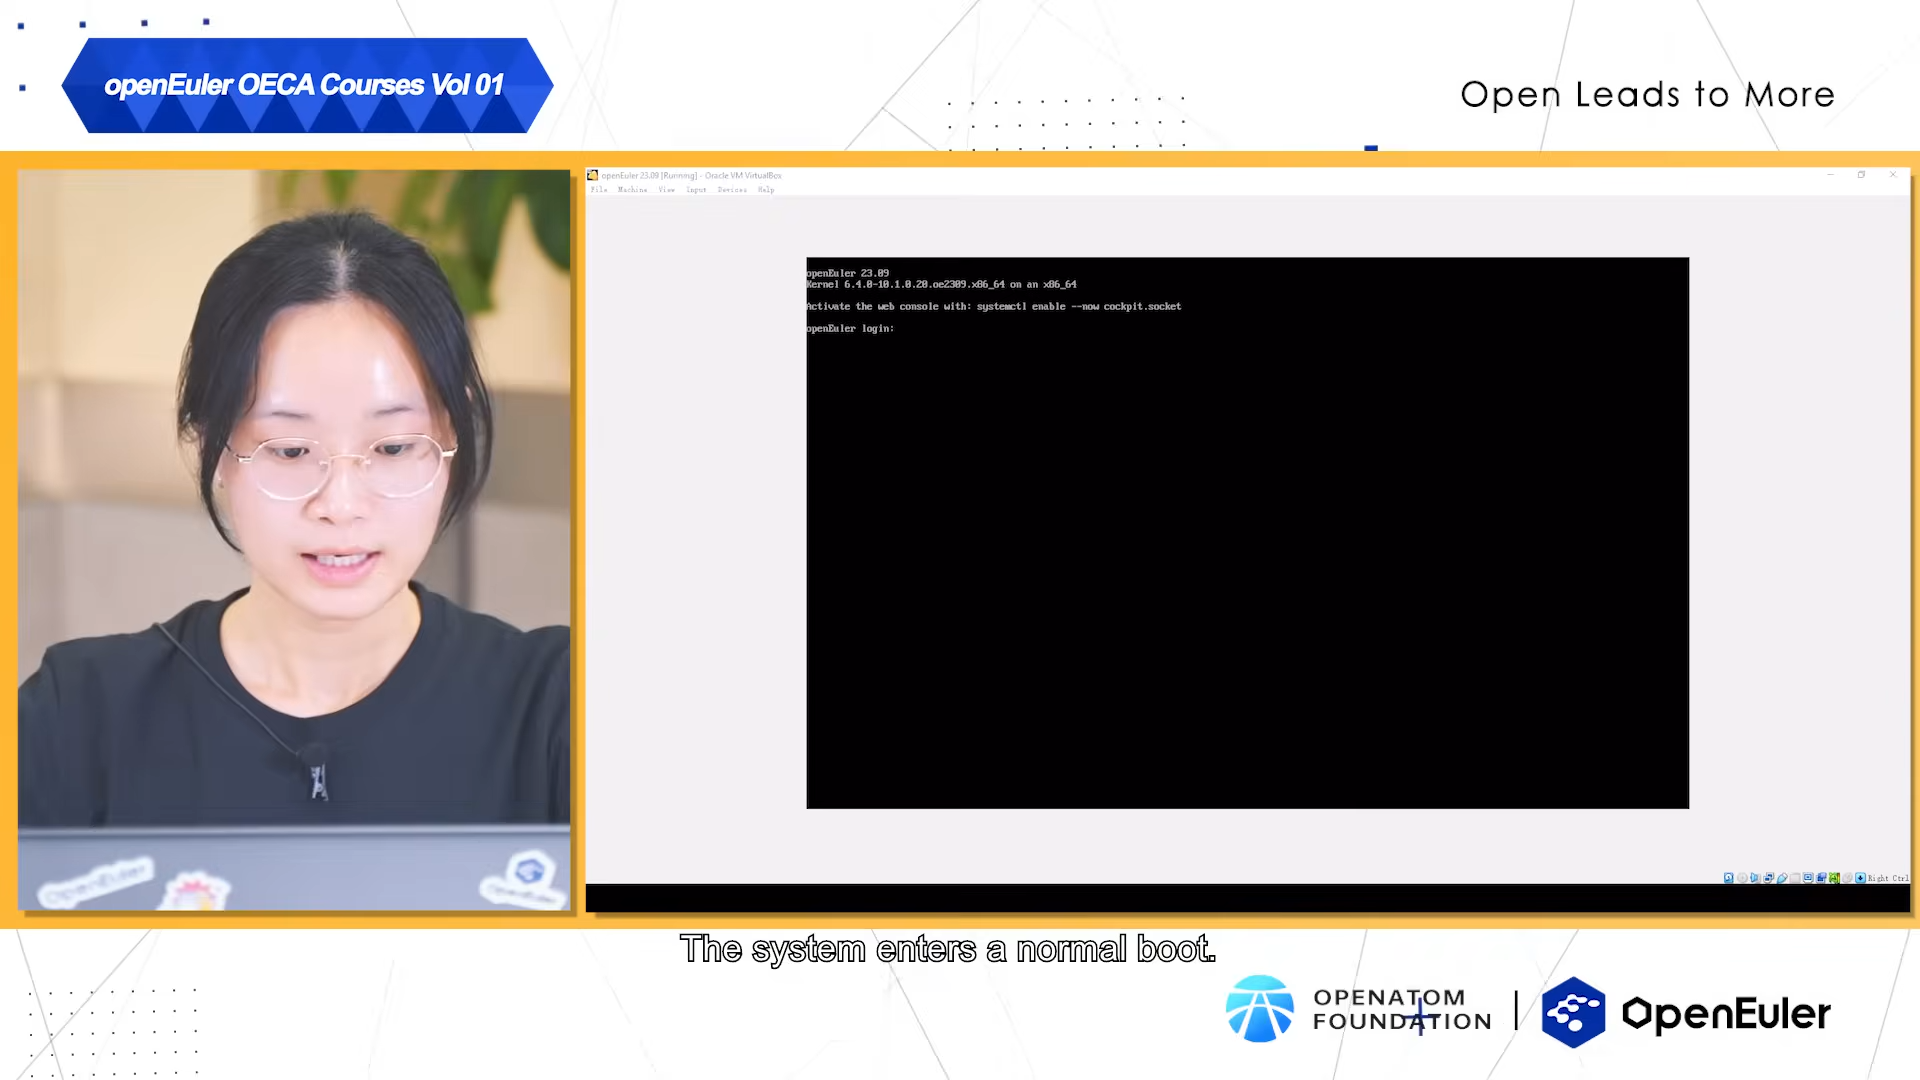 openEuler OECA Courses Vol 01
Open Leads to More
openEuler 23.09 [Running] - Oracle VM VirtualBox
File Machine View Input Devices Help
openEuler 23.09
Kernel 6.4.0-10.1.0.20.oe2309.x86_64 on an x86_64
Activate the web console with: systemctl enable --now cockpit.socket
openEuler login:
Right Ctrl
openEuler
openEuler
The system enters a normal boot.
OPENATOM
FOUNDATION
OpenEuler